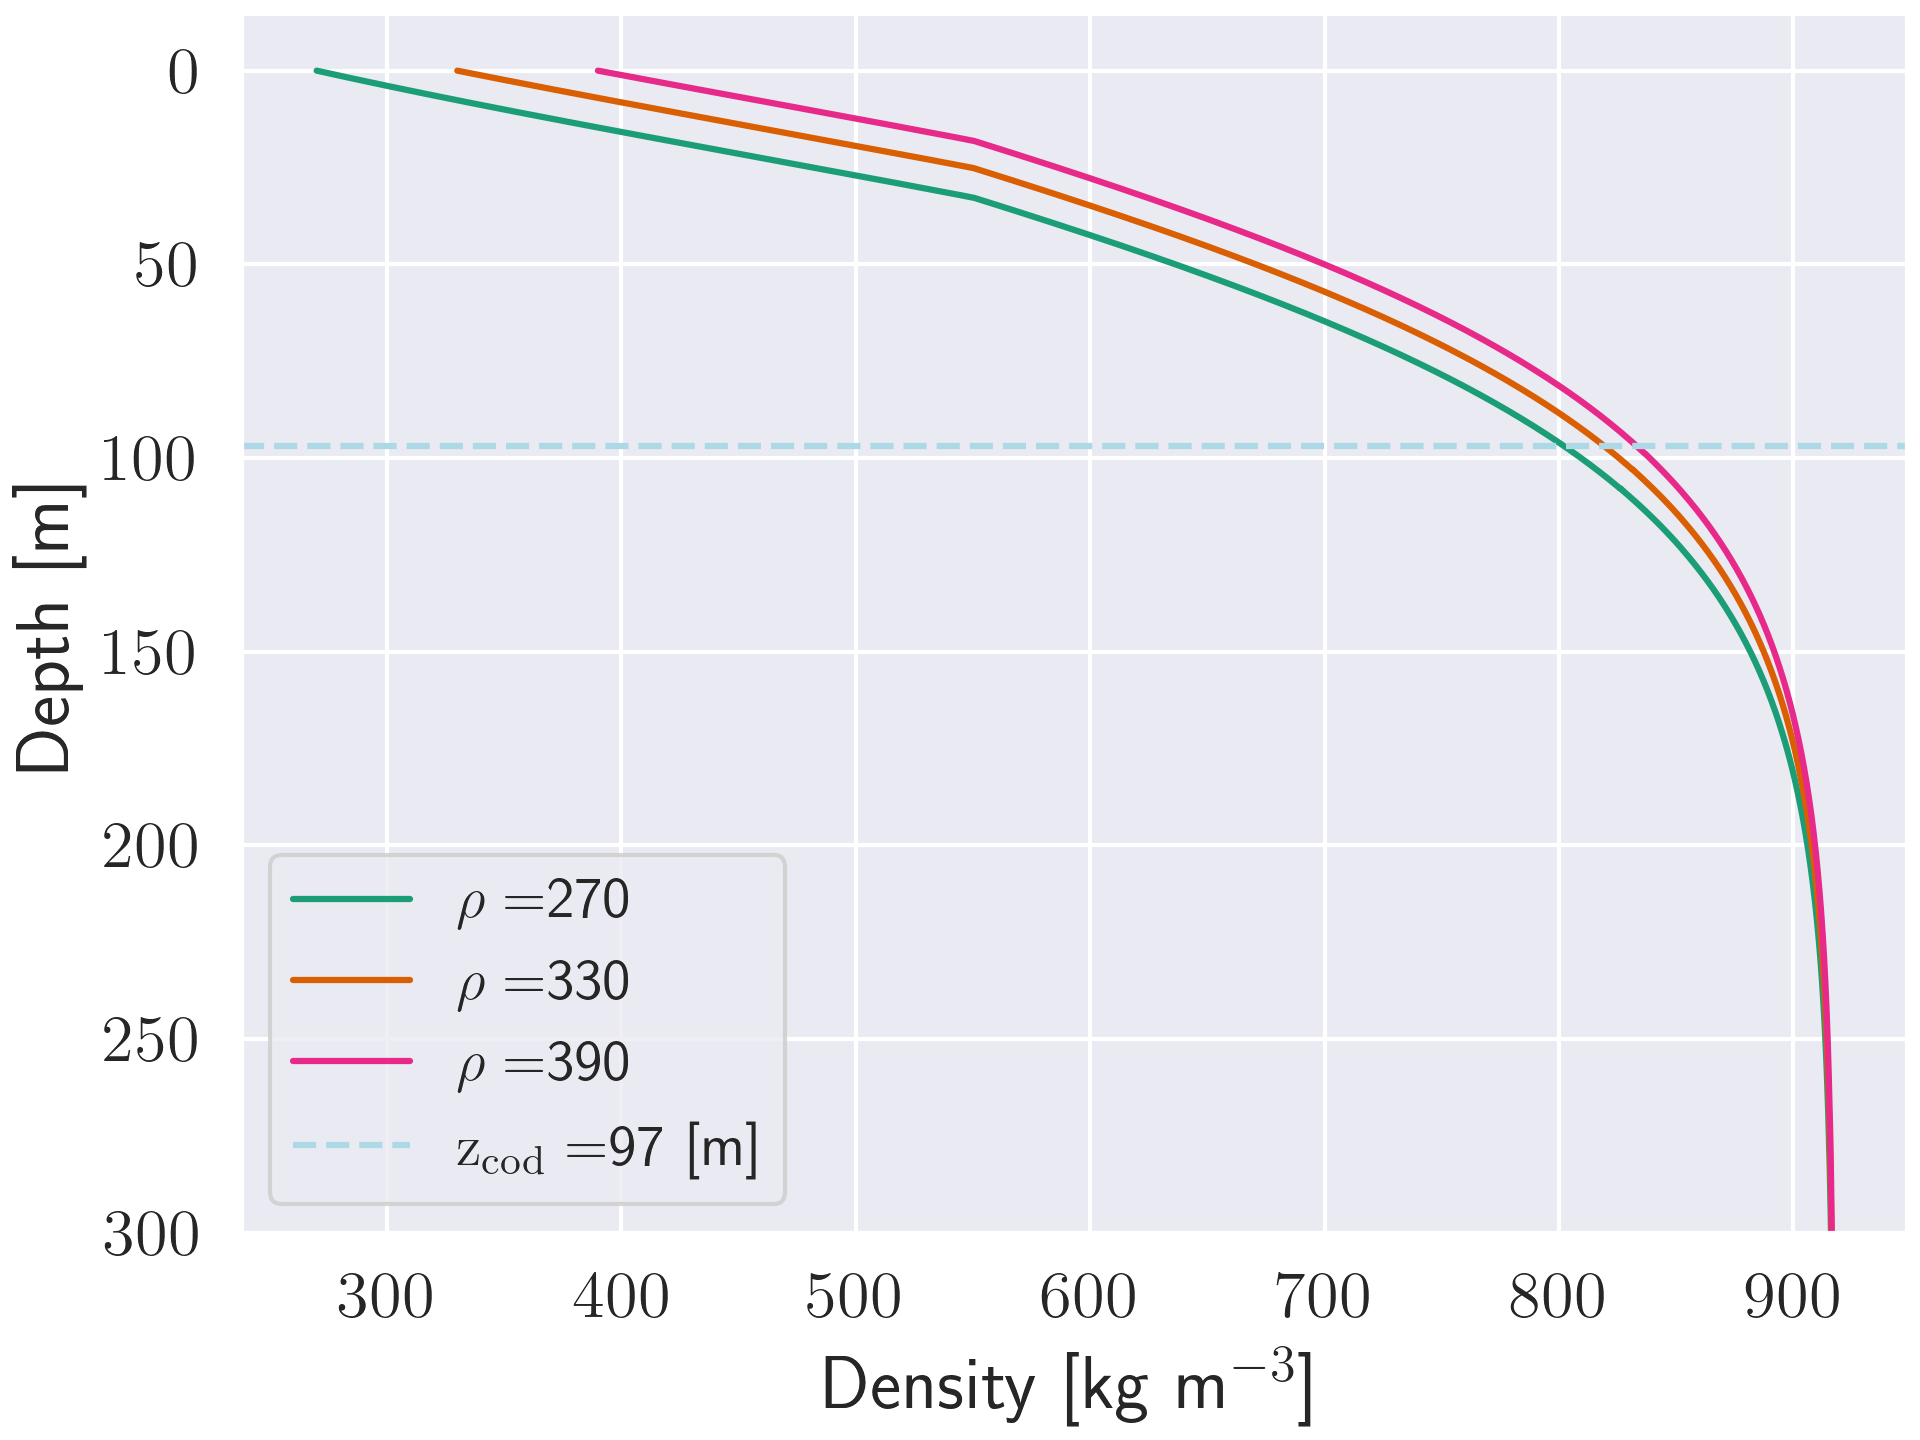 0
50
100
150
200
250
300
Depth [m]
ρ =270
ρ =330
ρ =390
z_cod =97 [m]
300 400 500 600 700 800 900
Density [kg m⁻³]